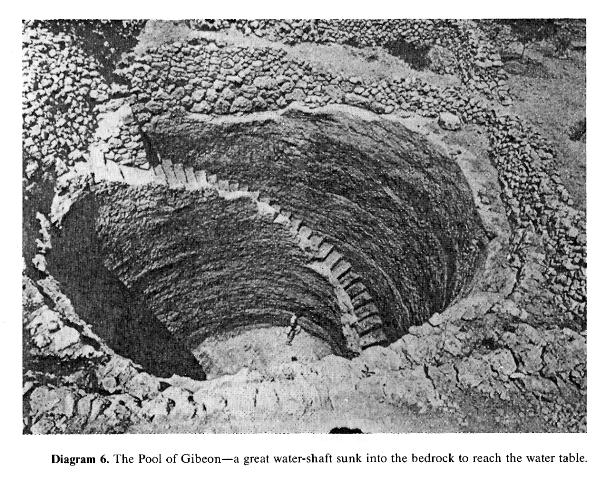 Diagram 6. The Pool of Gibeon—a great water-shaft sunk into the bedrock to reach the water table.